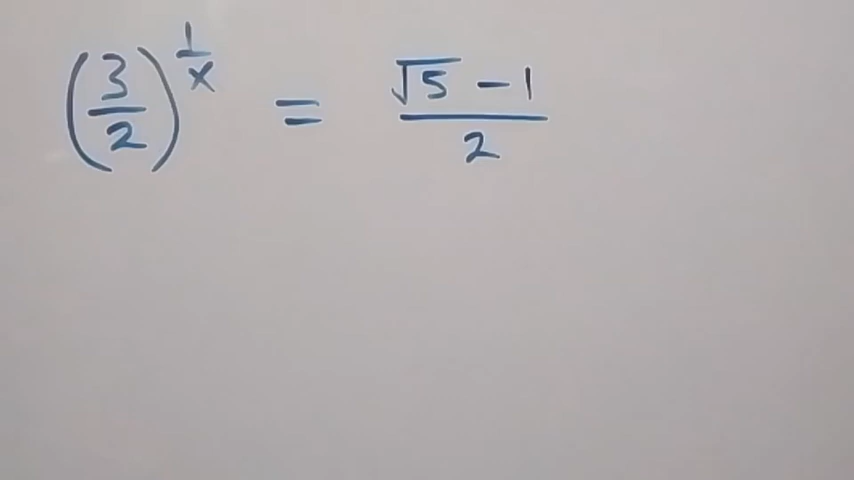 (3/2)^(1/x) = (√5 - 1)/2